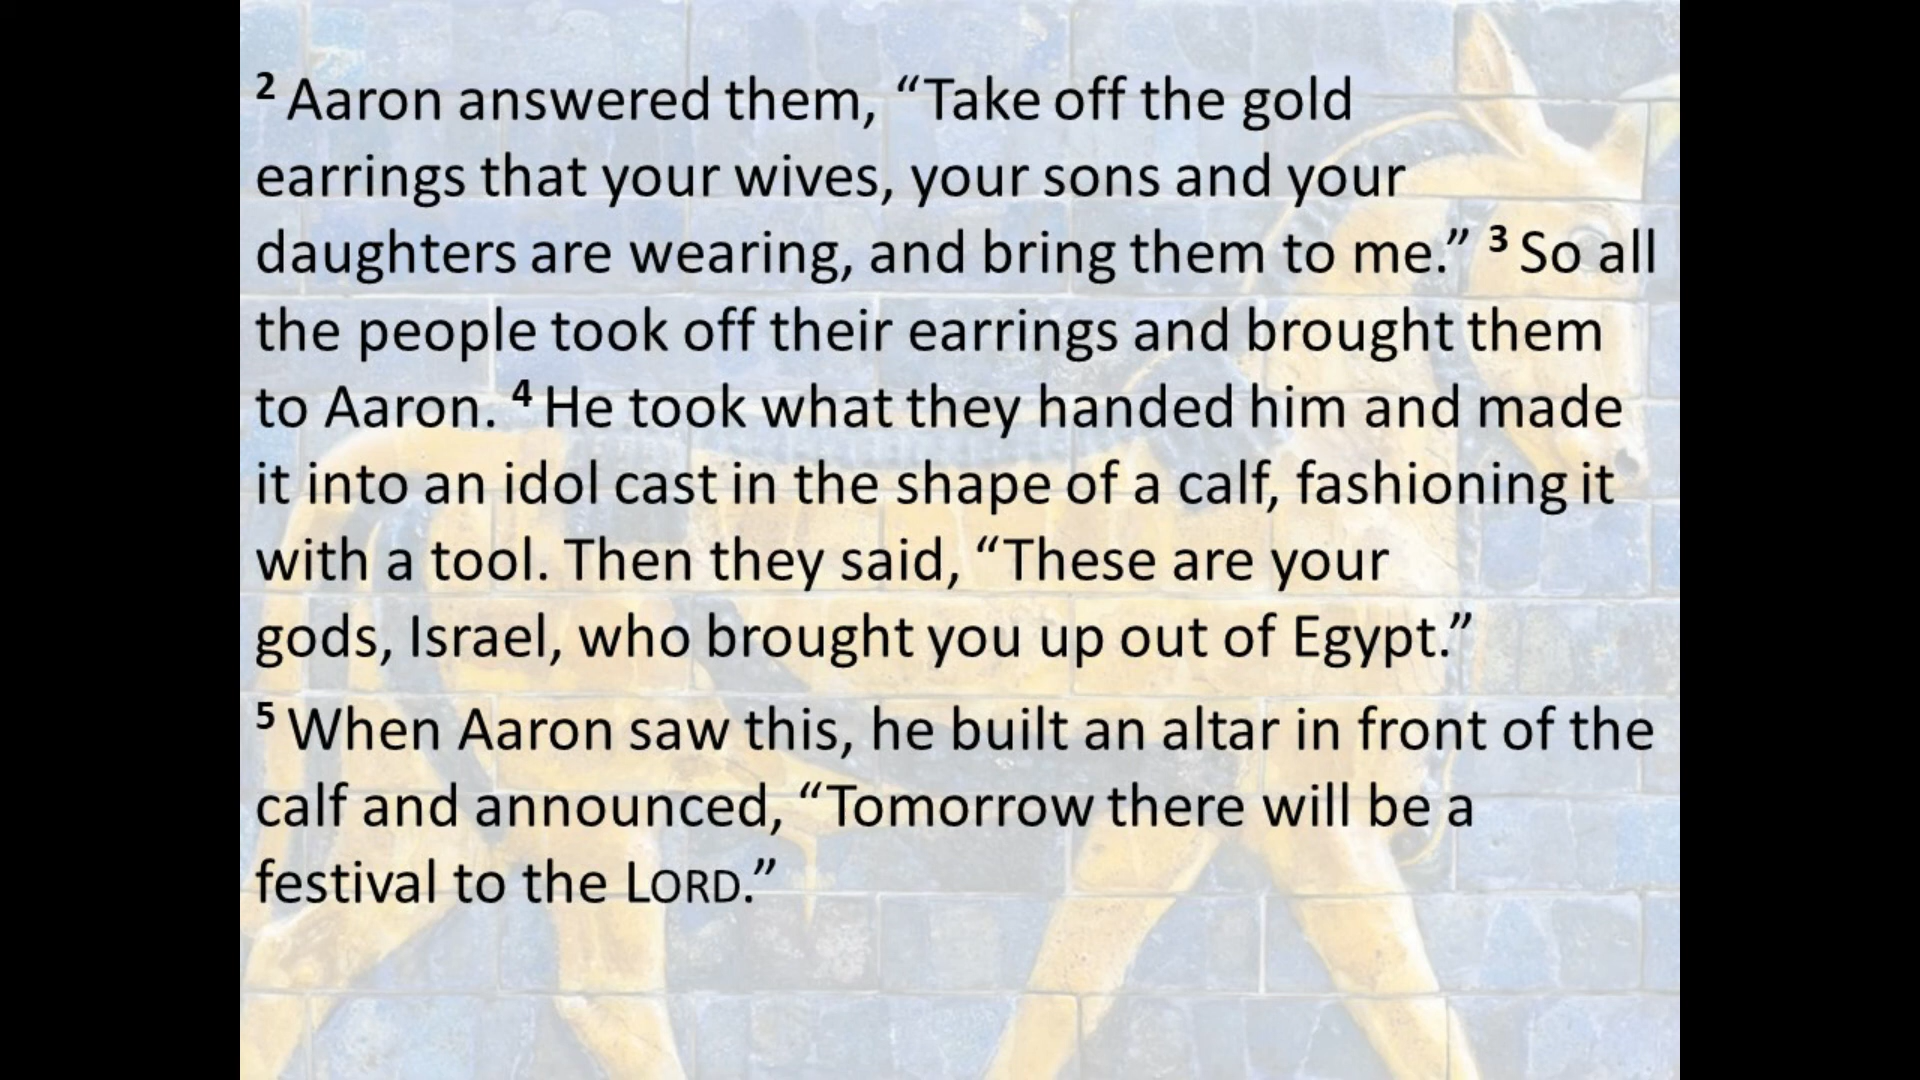 2 Aaron answered them, “Take off the gold
earrings that your wives, your sons and your
daughters are wearing, and bring them to me.” 3 So all
the people took off their earrings and brought them
to Aaron. 4 He took what they handed him and made
it into an idol cast in the shape of a calf, fashioning it
with a tool. Then they said, “These are your
gods, Israel, who brought you up out of Egypt.”
5 When Aaron saw this, he built an altar in front of the
calf and announced, “Tomorrow there will be a
festival to the LORD.”